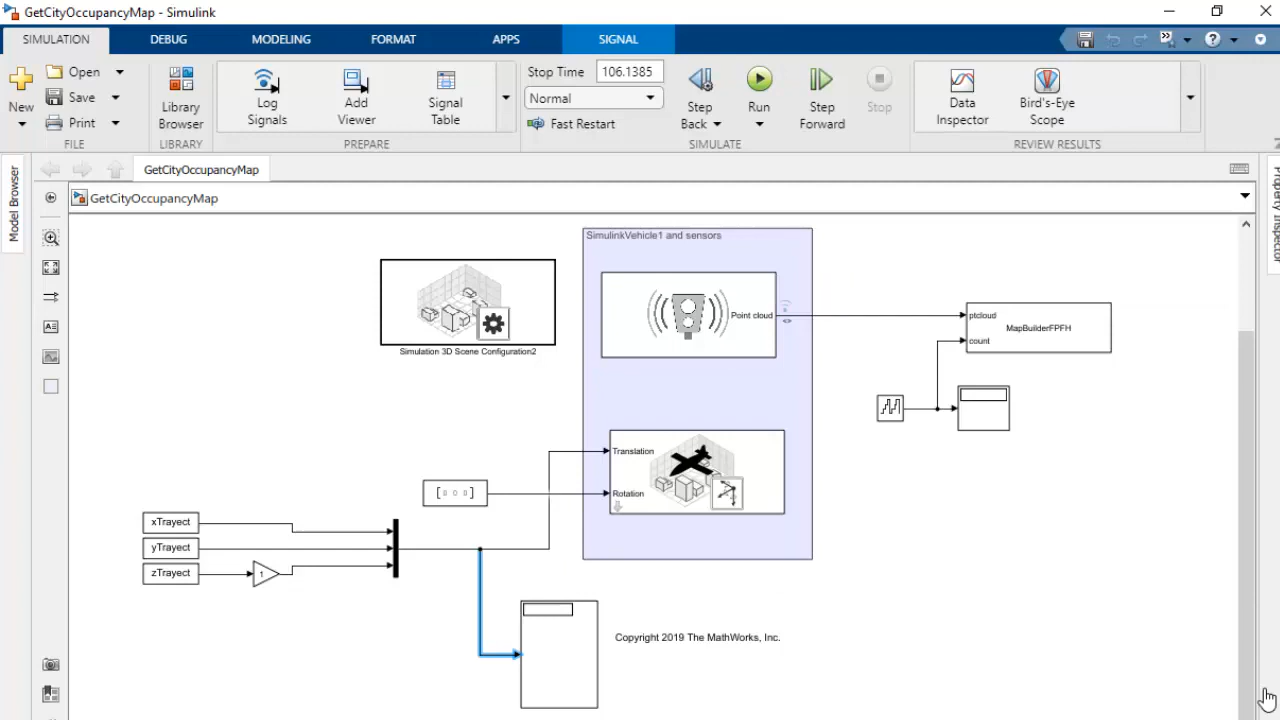 GetCityOccupancyMap - Simulink
SIMULATION
DEBUG
MODELING
FORMAT
APPS
SIGNAL
New
Open
Save
Print
FILE
Library
Browser
LIBRARY
Log
Signals
Add
Viewer
Signal
Table
PREPARE
Stop Time
106.1385
Normal
Fast Restart
Step
Back
Run
Step
Forward
Stop
SIMULATE
Data
Inspector
Bird's-Eye
Scope
REVIEW RESULTS
GetCityOccupancyMap
GetCityOccupancyMap
Model Browser
Property Inspector
SimulinkVehicle1 and sensors
Simulation 3D Scene Configuration2
Point cloud
ptcloud
MapBuilderFPFH
count
Translation
Rotation
[0 0 0]
xTrayect
yTrayect
zTrayect
1
Copyright 2019 The MathWorks, Inc.